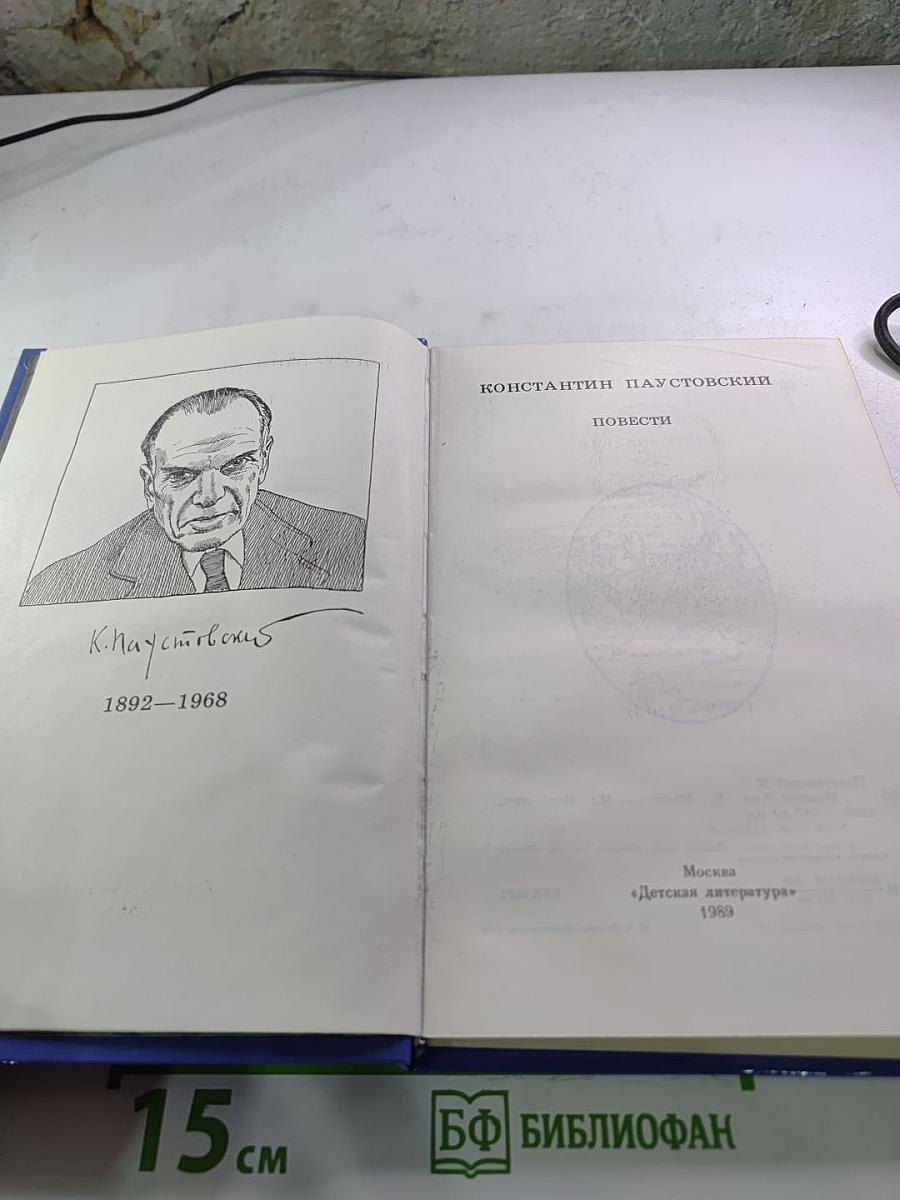 К. Паустовский
1892—1968
КОНСТАНТИН ПАУСТОВСКИЙ
ПОВЕСТИ
Москва
«Детская литература»
1989
15 см
БФ БИБЛИОФАН